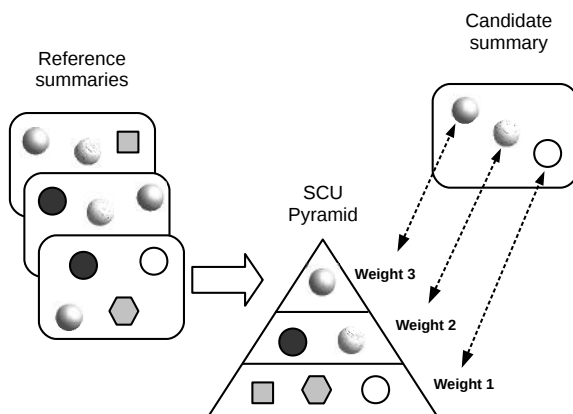 Reference
summaries
Candidate
summary
SCU
Pyramid
Weight 3
Weight 2
Weight 1